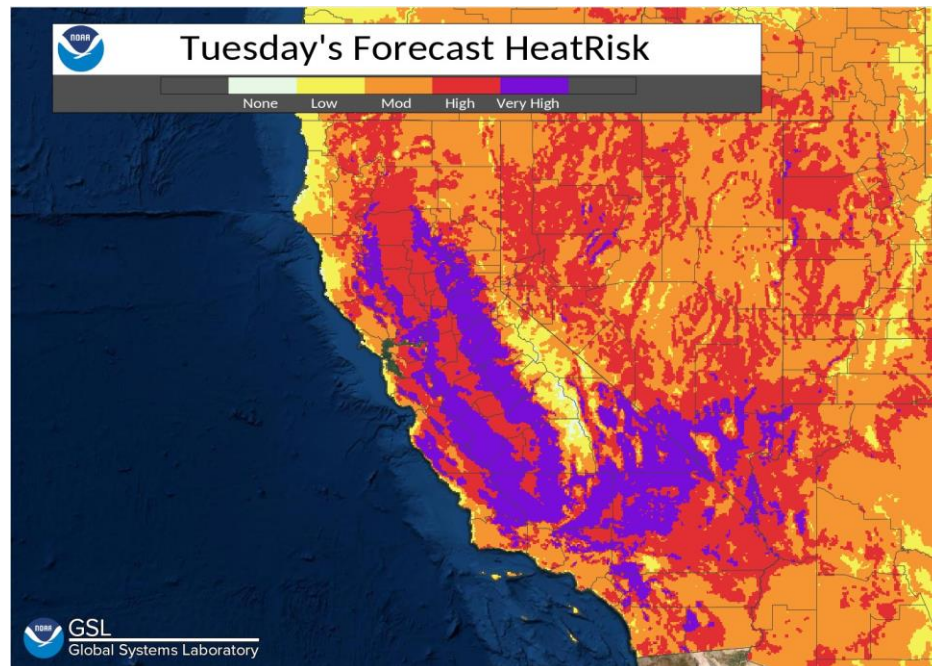 NOAA
Tuesday's Forecast HeatRisk
None Low Mod High Very High
NOAA
GSL
Global Systems Laboratory